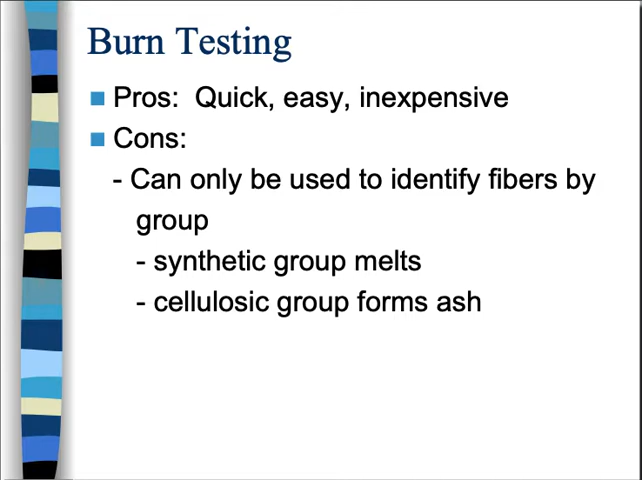 Burn Testing
Pros:  Quick, easy, inexpensive
Cons:
- Can only be used to identify fibers by
group
- synthetic group melts
- cellulosic group forms ash